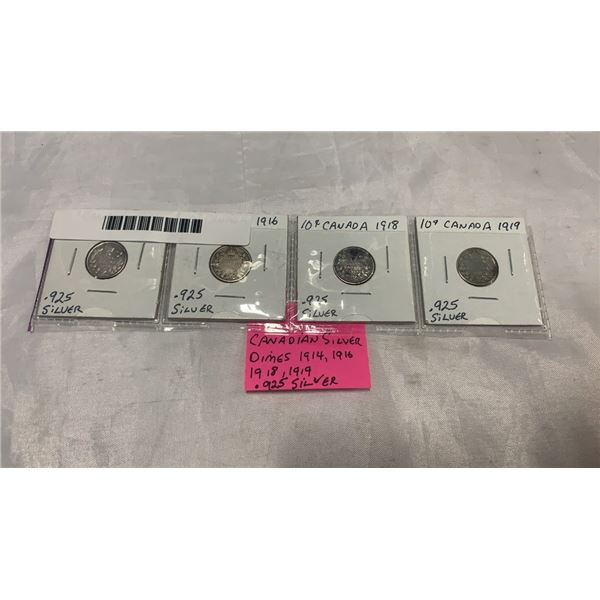 1916
10¢ CANADA 1918
10¢ CANADA 1919
.925
SILVER
.925
SILVER
.925
SILVER
.925
SILVER
CANADIAN SILVER
DIMES 1914, 1916
1918, 1919
.925 SILVER